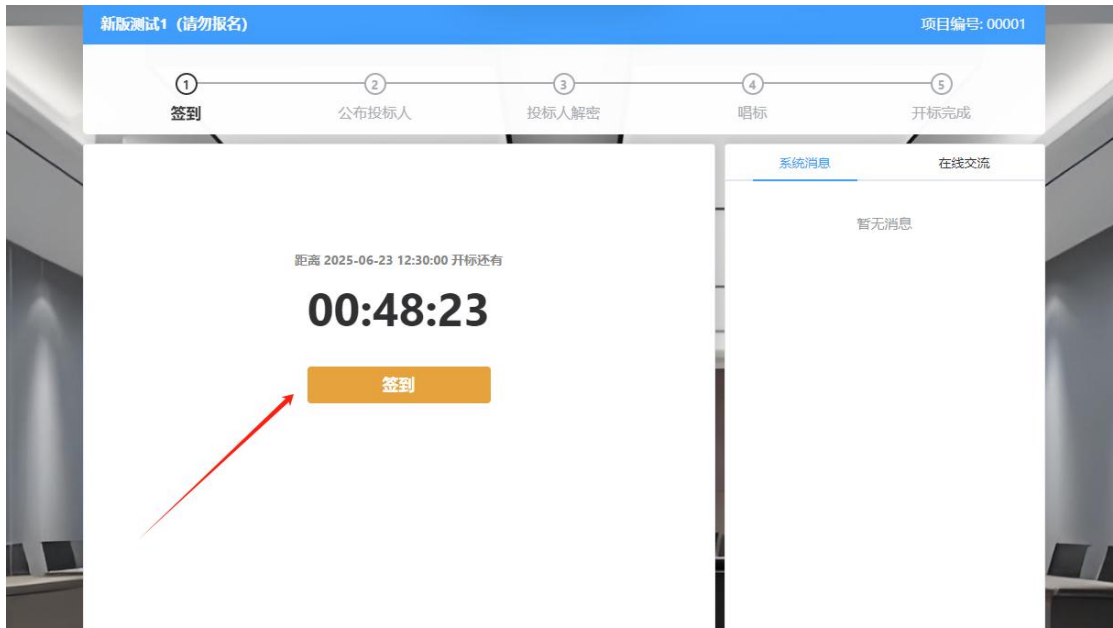 新版测试1（请勿报名） 项目编号: 00001
1 2 3 4 5
签到 公布投标人 投标人解密 唱标 开标完成
系统消息 在线交流
暂无消息
距离 2025-06-23 12:30:00 开标还有
00:48:23
签到